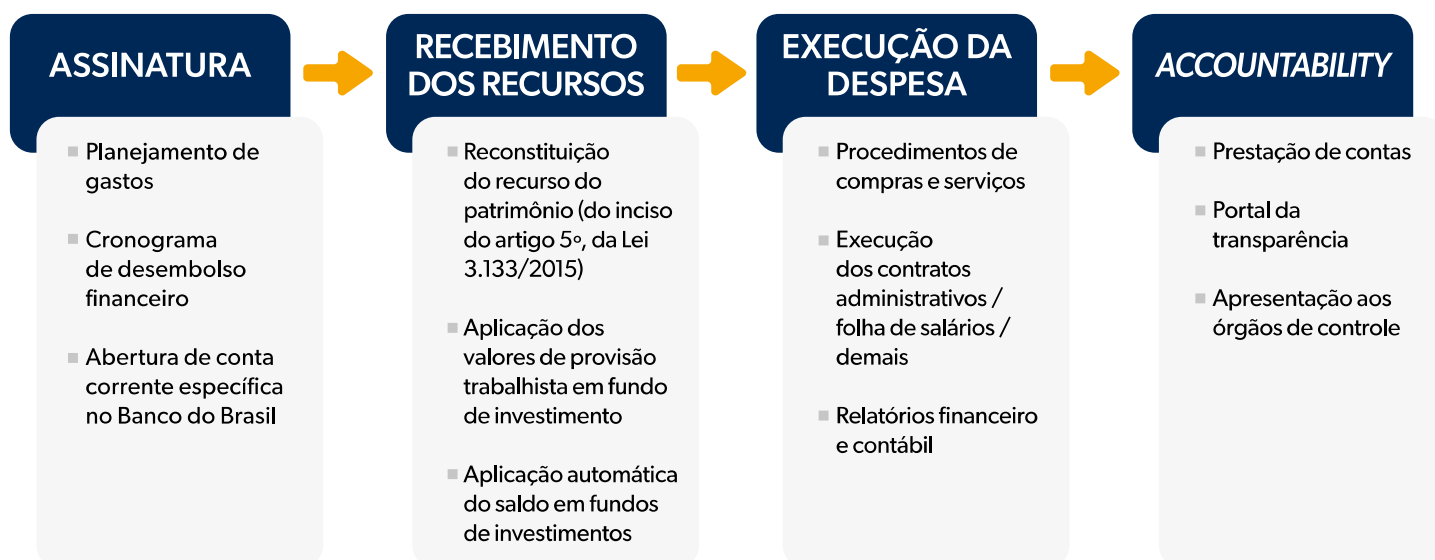 ASSINATURA
Planejamento de
gastos
Cronograma
de desembolso
financeiro
Abertura de conta
corrente específica
no Banco do Brasil
RECEBIMENTO
DOS RECURSOS
Reconstituição
do recurso do
patrimônio (do inciso
do artigo 5º, da Lei
3.133/2015)
Aplicação dos
valores de provisão
trabalhista em fundo
de investimento
Aplicação automática
do saldo em fundos
de investimentos
EXECUÇÃO DA
DESPESA
Procedimentos de
compras e serviços
Execução
dos contratos
administrativos /
folha de salários /
demais
Relatórios financeiro
e contábil
ACCOUNTABILITY
Prestação de contas
Portal da
transparência
Apresentação aos
órgãos de controle